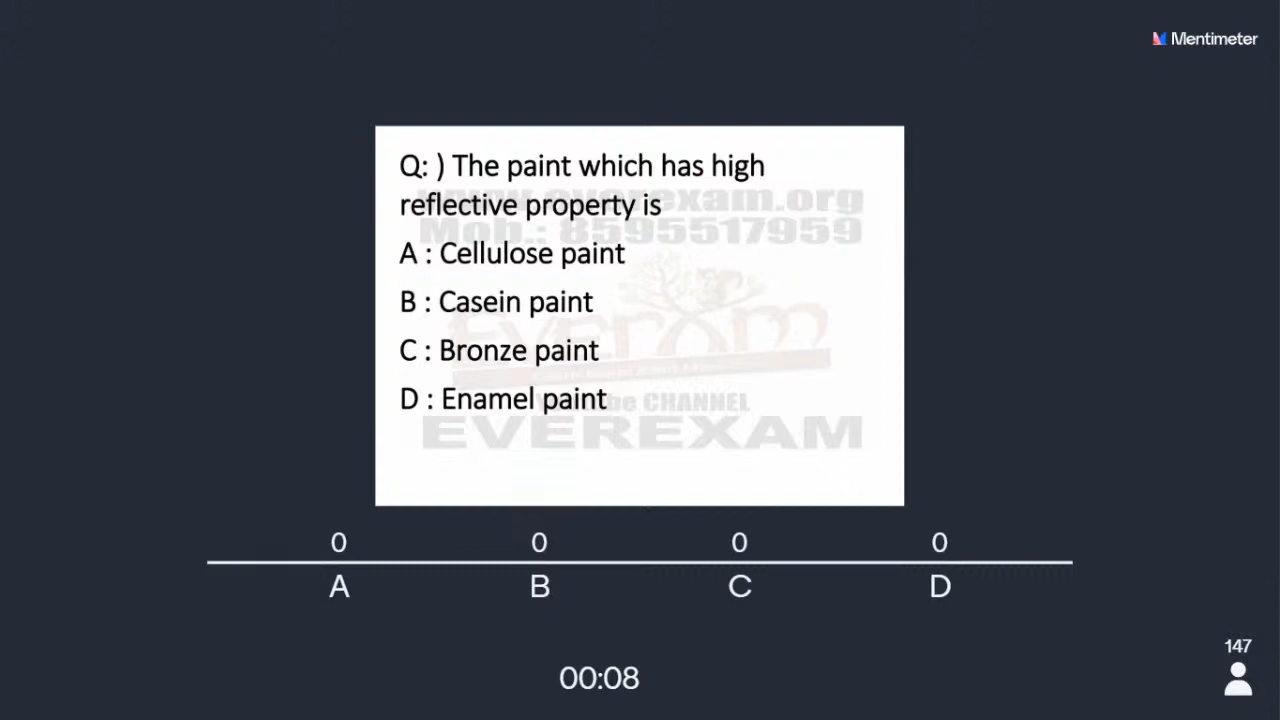 Mentimeter
Q: ) The paint which has high
reflective property is
www.everexam.org
Mob.: 8595517959
A : Cellulose paint
B : Casein paint
C : Bronze paint
D : Enamel paint
YouTube CHANNEL
EVEREXAM
0 0 0 0
A B C D
147
00:08